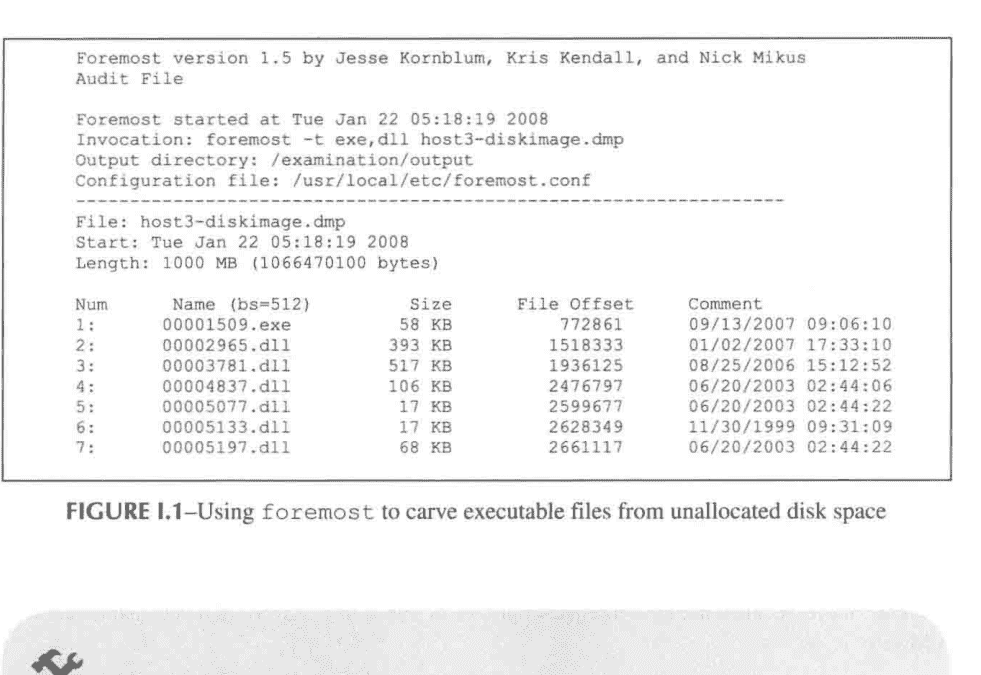 Foremost version 1.5 by Jesse Kornblum, Kris Kendall, and Nick Mikus
Audit File
Foremost started at Tue Jan 22 05:18:19 2008
Invocation: foremost -t exe,dll host3-diskimage.dmp
Output directory: /examination/output
Configuration file: /usr/local/etc/foremost.conf
------------------------------------------------------------------
File: host3-diskimage.dmp
Start: Tue Jan 22 05:18:19 2008
Length: 1000 MB (1066470100 bytes)
Num Name (bs=512) Size File Offset Comment
1: 00001509.exe 58 KB 772861 09/13/2007 09:06:10
2: 00002965.dll 393 KB 1518333 01/02/2007 17:33:10
3: 00003781.dll 517 KB 1936125 08/25/2006 15:12:52
4: 00004837.dll 106 KB 2476797 06/20/2003 02:44:06
5: 00005077.dll 17 KB 2599677 06/20/2003 02:44:22
6: 00005133.dll 17 KB 2628349 11/30/1999 09:31:09
7: 00005197.dll 68 KB 2661117 06/20/2003 02:44:22
FIGURE I.1–Using foremost to carve executable files from unallocated disk space